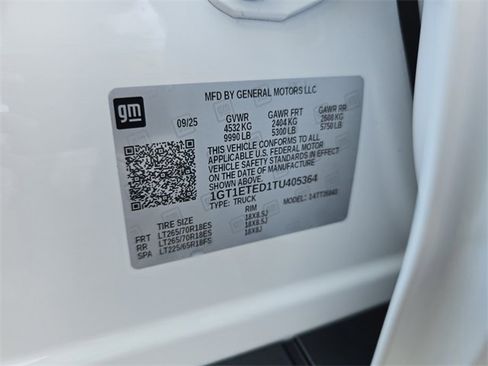 MFD BY GENERAL MOTORS LLC
gm
09/25
GVWR
4532 KG
9990 LB
GAWR FRT
2404 KG
5300 LB
GAWR RR
2608 KG
5750 LB
THIS VEHICLE CONFORMS TO ALL
APPLICABLE U.S. FEDERAL MOTOR
VEHICLE SAFETY STANDARDS IN EFFECT
ON THE DATE OF MANUFACTURE
SHOWN ABOVE.
1GT1ETED1TU405364
TYPE: TRUCK
MODEL:
TIRE SIZE
RIM
FRT LT265/70R18ES 18X8.5J
RR LT265/70R18ES 18X8.5J
SPA LT225/65R18FS 18X8J